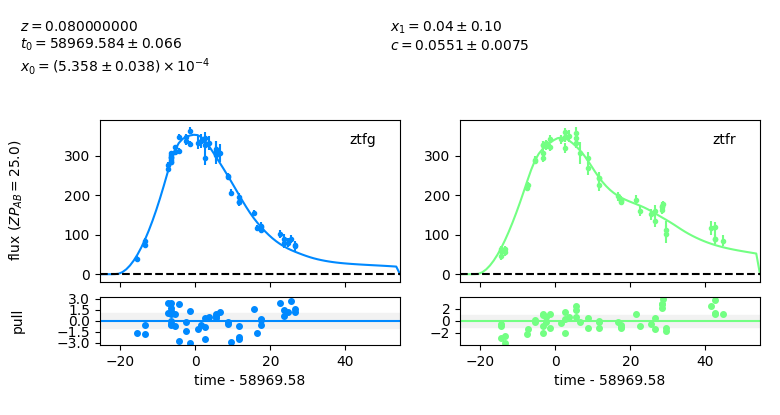 z = 0.080000000
t₀ = 58969.584 ± 0.066
x₀ = (5.358 ± 0.038) × 10⁻⁴
x₁ = 0.04 ± 0.10
c = 0.0551 ± 0.0075
flux (ZP_AB = 25.0)
300
200
100
0
ztfg
300
200
100
0
ztfr
pull
3.0
1.5
0.0
−1.5
−3.0
−20 0 20 40
time - 58969.58
2
0
−2
−20 0 20 40
time - 58969.58